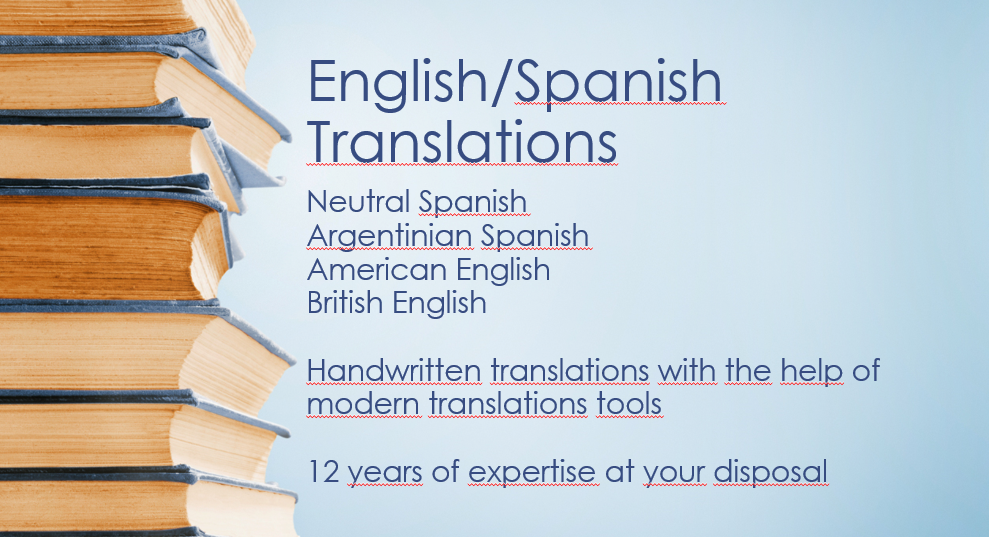 English/Spanish
Translations
Neutral Spanish
Argentinian Spanish
American English
British English
Handwritten translations with the help of
modern translations tools
12 years of expertise at your disposal